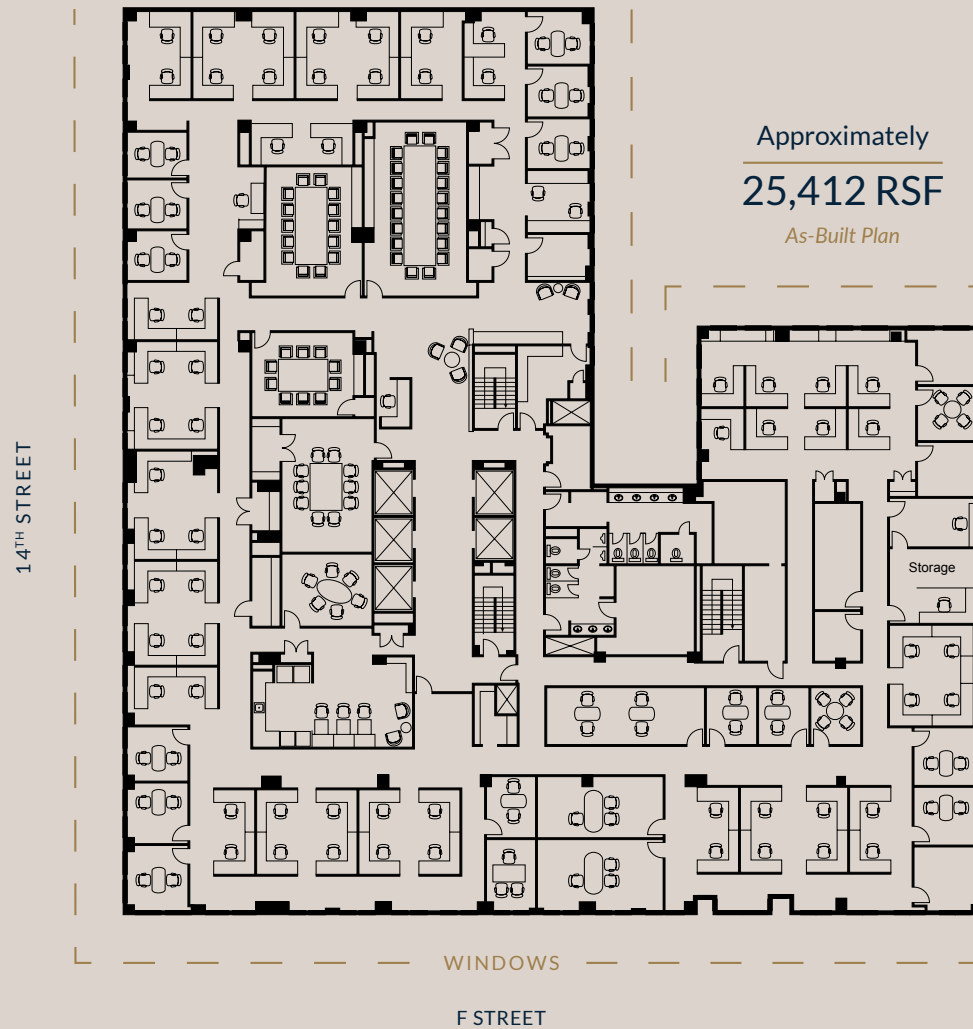 Approximately
25,412 RSF
As-Built Plan
14TH STREET
Storage
WINDOWS
F STREET